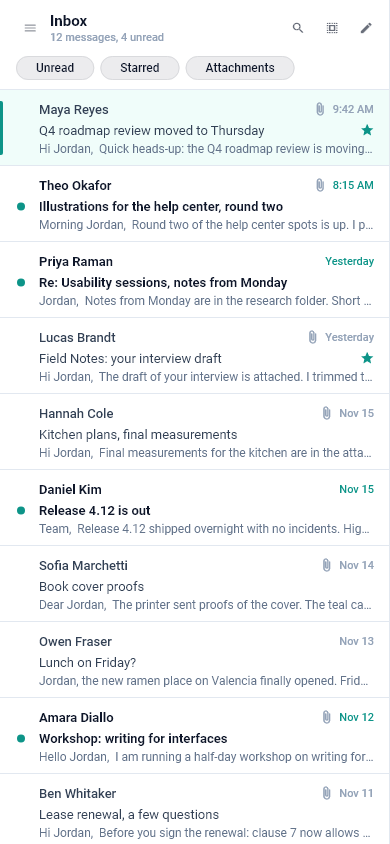 Inbox
12 messages, 4 unread
Unread
Starred
Attachments
Maya Reyes
9:42 AM
Q4 roadmap review moved to Thursday
Hi Jordan, Quick heads-up: the Q4 roadmap review is moving...
Theo Okafor
8:15 AM
Illustrations for the help center, round two
Morning Jordan, Round two of the help center spots is up. I p...
Priya Raman
Yesterday
Re: Usability sessions, notes from Monday
Jordan, Notes from Monday are in the research folder. Short ...
Lucas Brandt
Yesterday
Field Notes: your interview draft
Hi Jordan, The draft of your interview is attached. I trimmed t...
Hannah Cole
Nov 15
Kitchen plans, final measurements
Hi Jordan, Final measurements for the kitchen are in the atta...
Daniel Kim
Nov 15
Release 4.12 is out
Team, Release 4.12 shipped overnight with no incidents. Hig...
Sofia Marchetti
Nov 14
Book cover proofs
Dear Jordan, The printer sent proofs of the cover. The teal ca...
Owen Fraser
Nov 13
Lunch on Friday?
Jordan, the new ramen place on Valencia finally opened. Frid...
Amara Diallo
Nov 12
Workshop: writing for interfaces
Hello Jordan, I am running a half-day workshop on writing for...
Ben Whitaker
Nov 11
Lease renewal, a few questions
Hi Jordan, Before you sign the renewal: clause 7 now allows ...